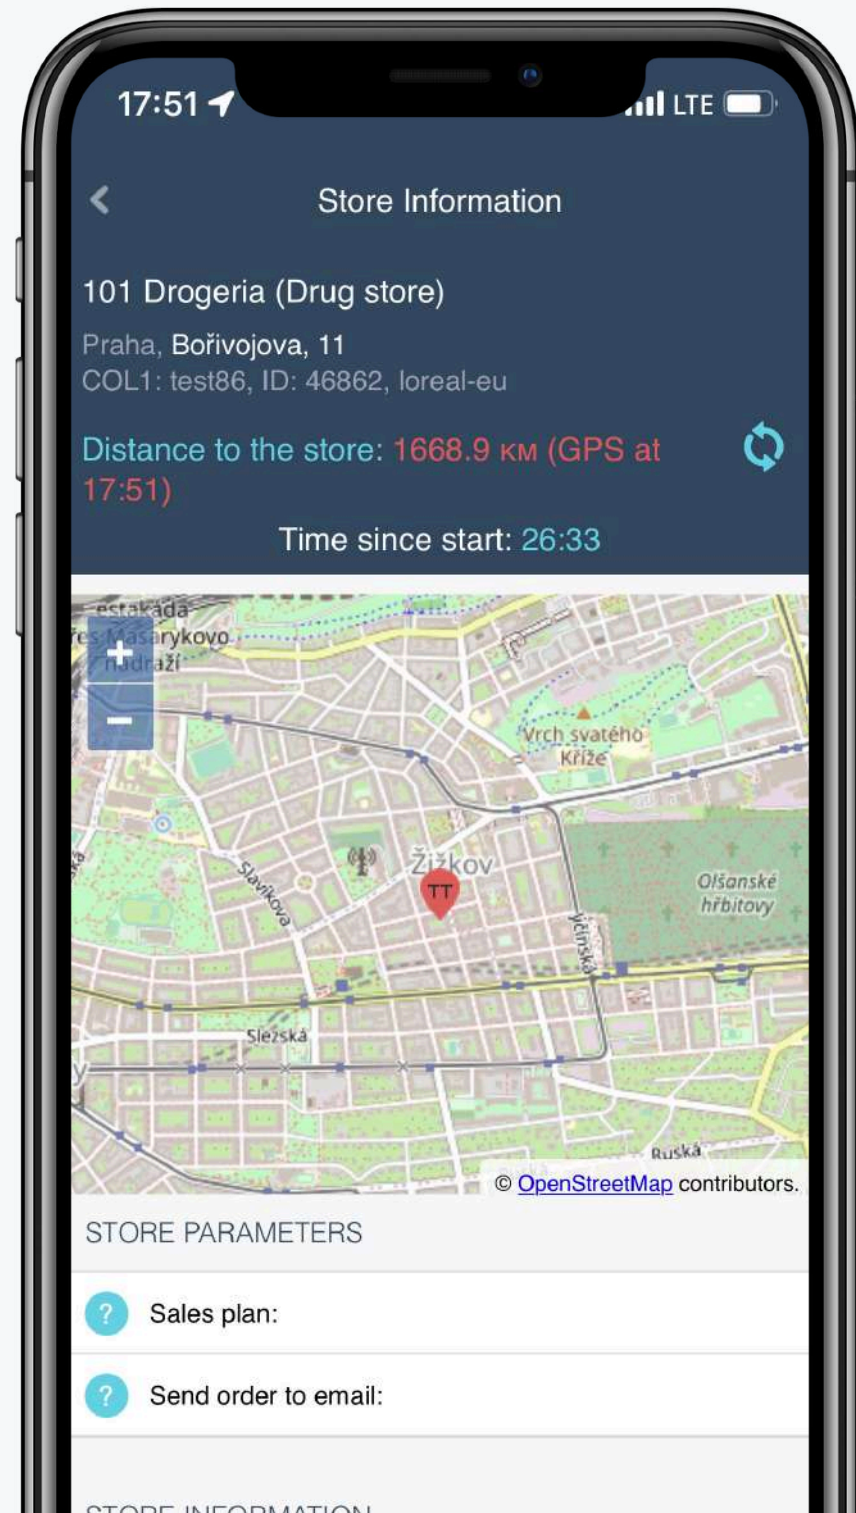 17:51 LTE
Store Information
101 Drogeria (Drug store)
Praha, Bořivojova, 11
COL1: test86, ID: 46862, loreal-eu
Distance to the store: 1668.9 км (GPS at
17:51)
Time since start: 26:33
estakáda
Masarykovo
nádraží
+
−
Vrch svatého
Kříže
Žižkov
TT
Slavíkova
Olšanské
hřbitovy
Slezská
Ruská
© OpenStreetMap contributors.
STORE PARAMETERS
? Sales plan:
? Send order to email:
STORE INFORMATION